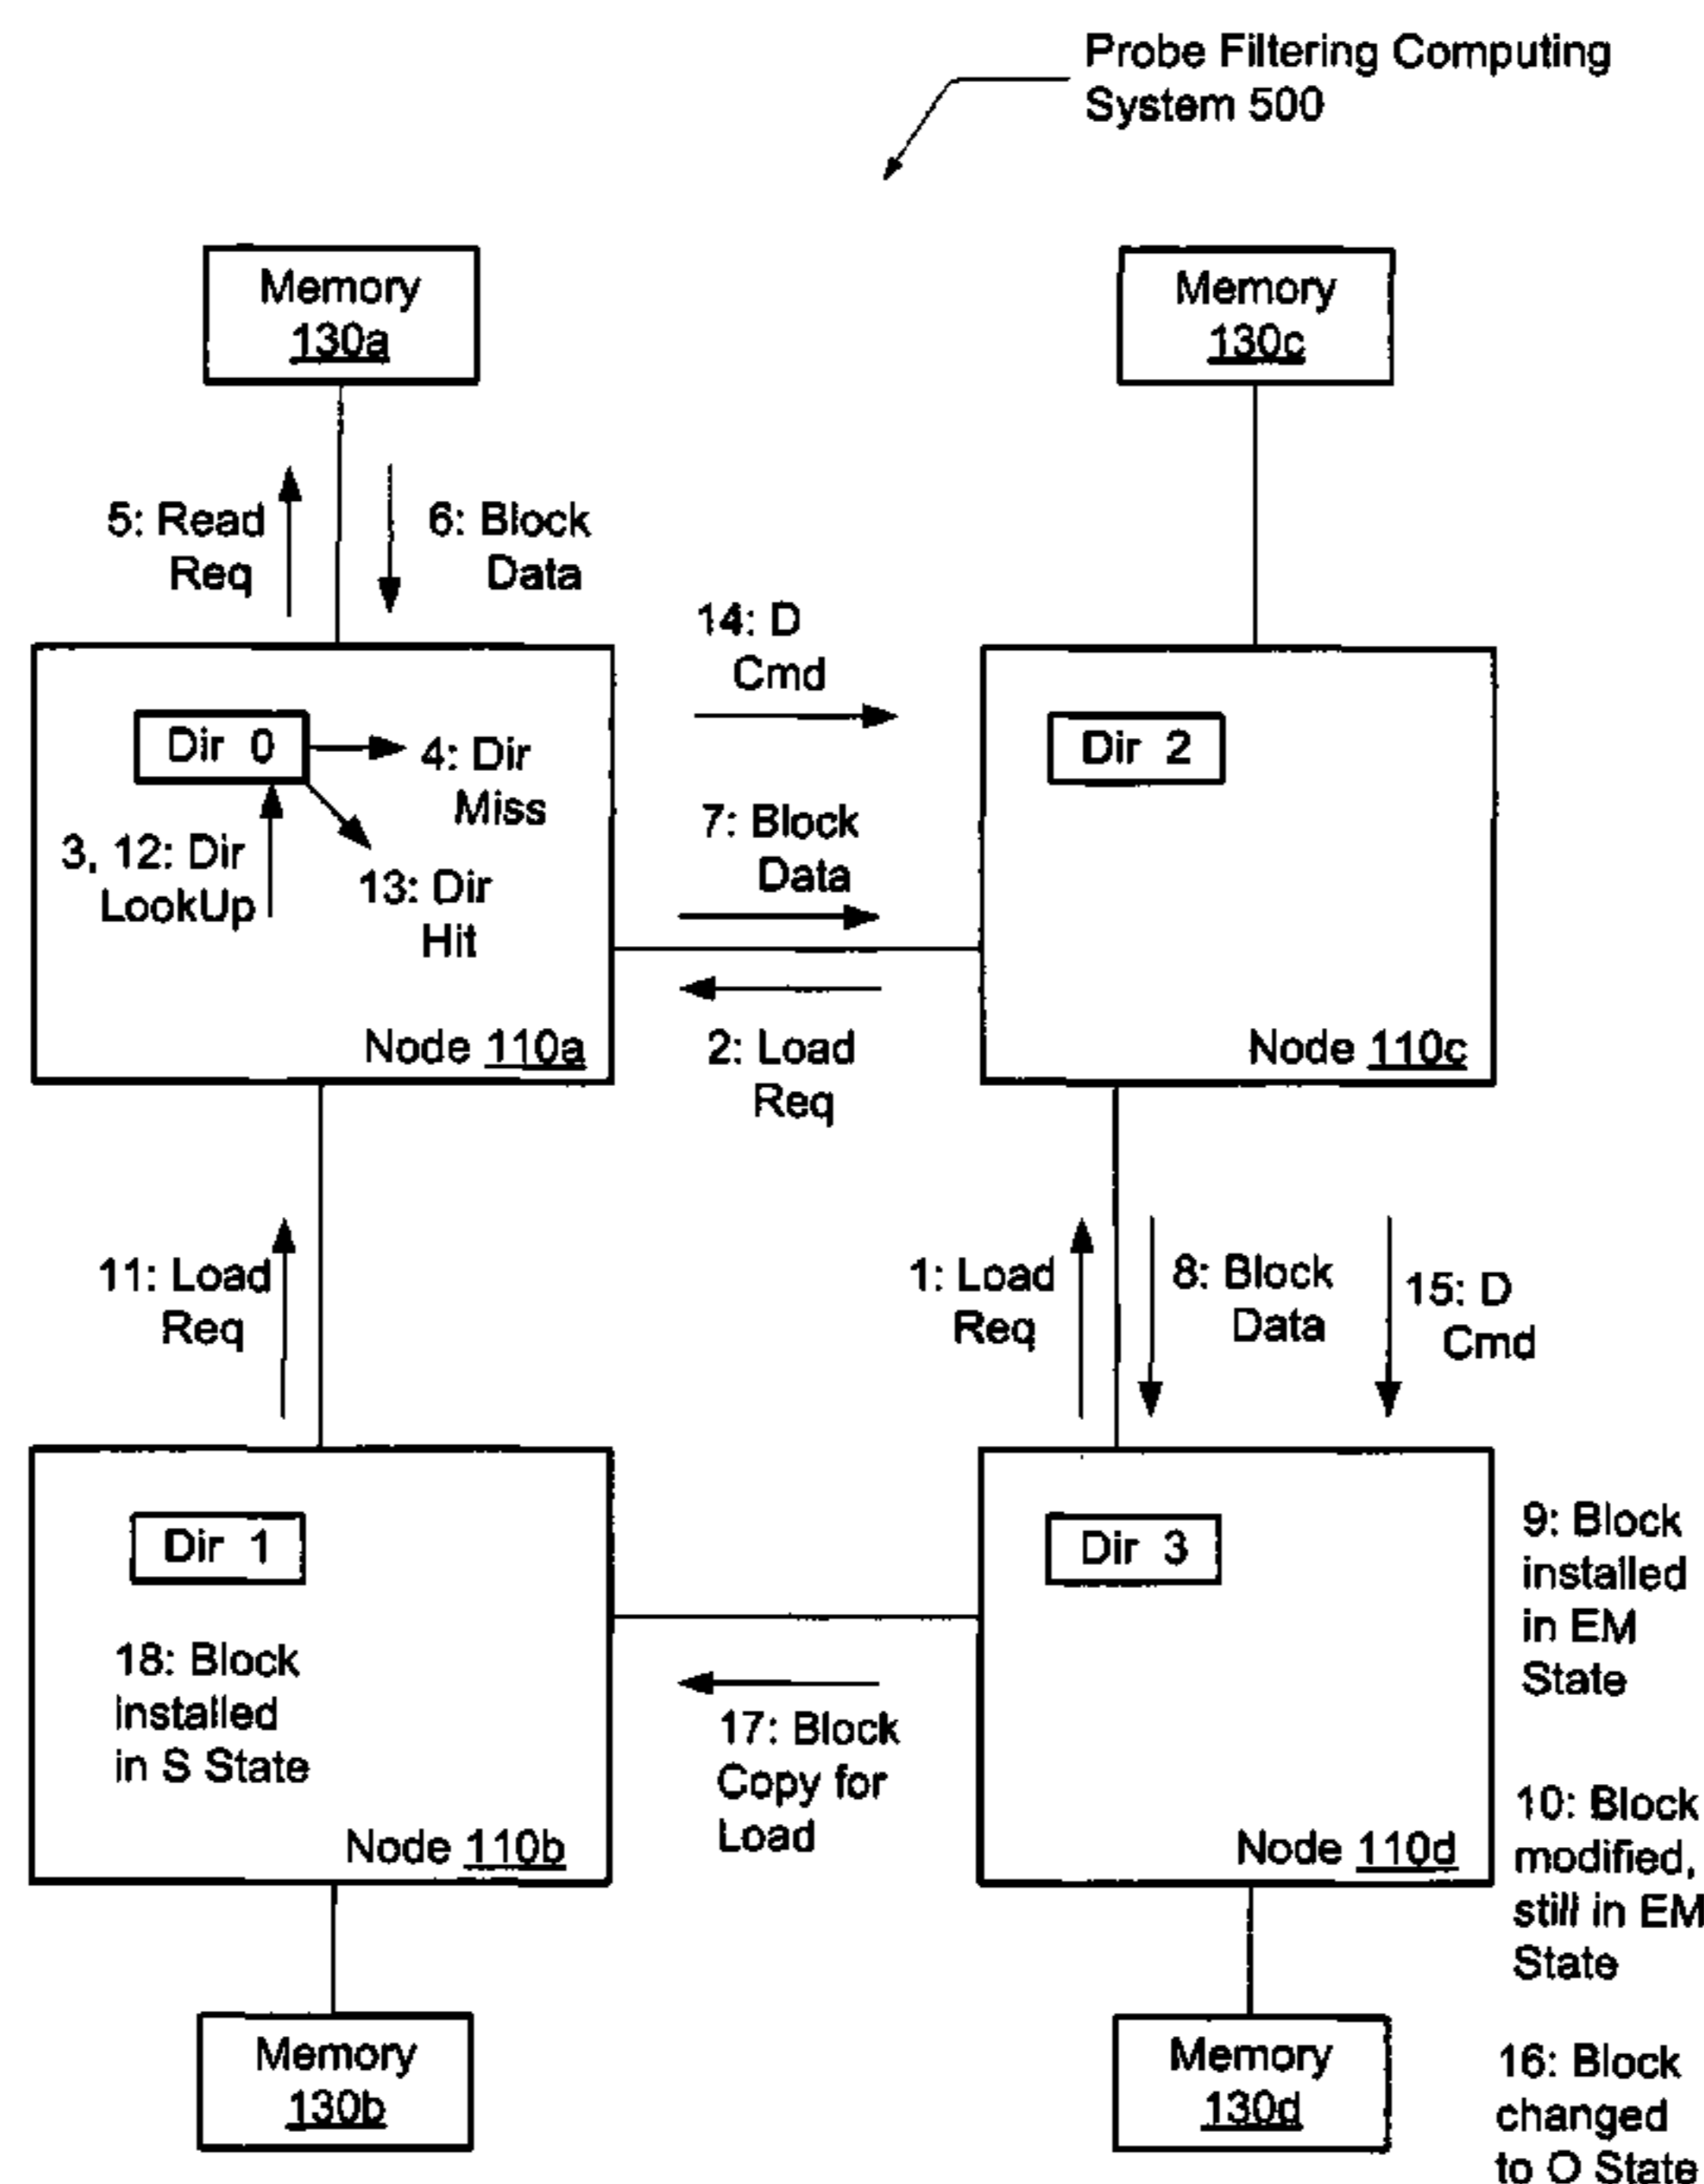 Probe Filtering Computing
System 500
Memory
130a
Memory
130c
5: Read
Req
6: Block
Data
14: D
Cmd
Dir 0
4: Dir
Miss
3, 12: Dir
LookUp
13: Dir
Hit
Node 110a
7: Block
Data
2: Load
Req
Dir 2
Node 110c
11: Load
Req
1: Load
Req
8: Block
Data
15: D
Cmd
Dir 1
18: Block
installed
in S State
Node 110b
17: Block
Copy for
Load
Dir 3
Node 110d
9: Block
installed
in EM
State
10: Block
modified,
still in EM
State
16: Block
changed
to O State
Memory
130b
Memory
130d